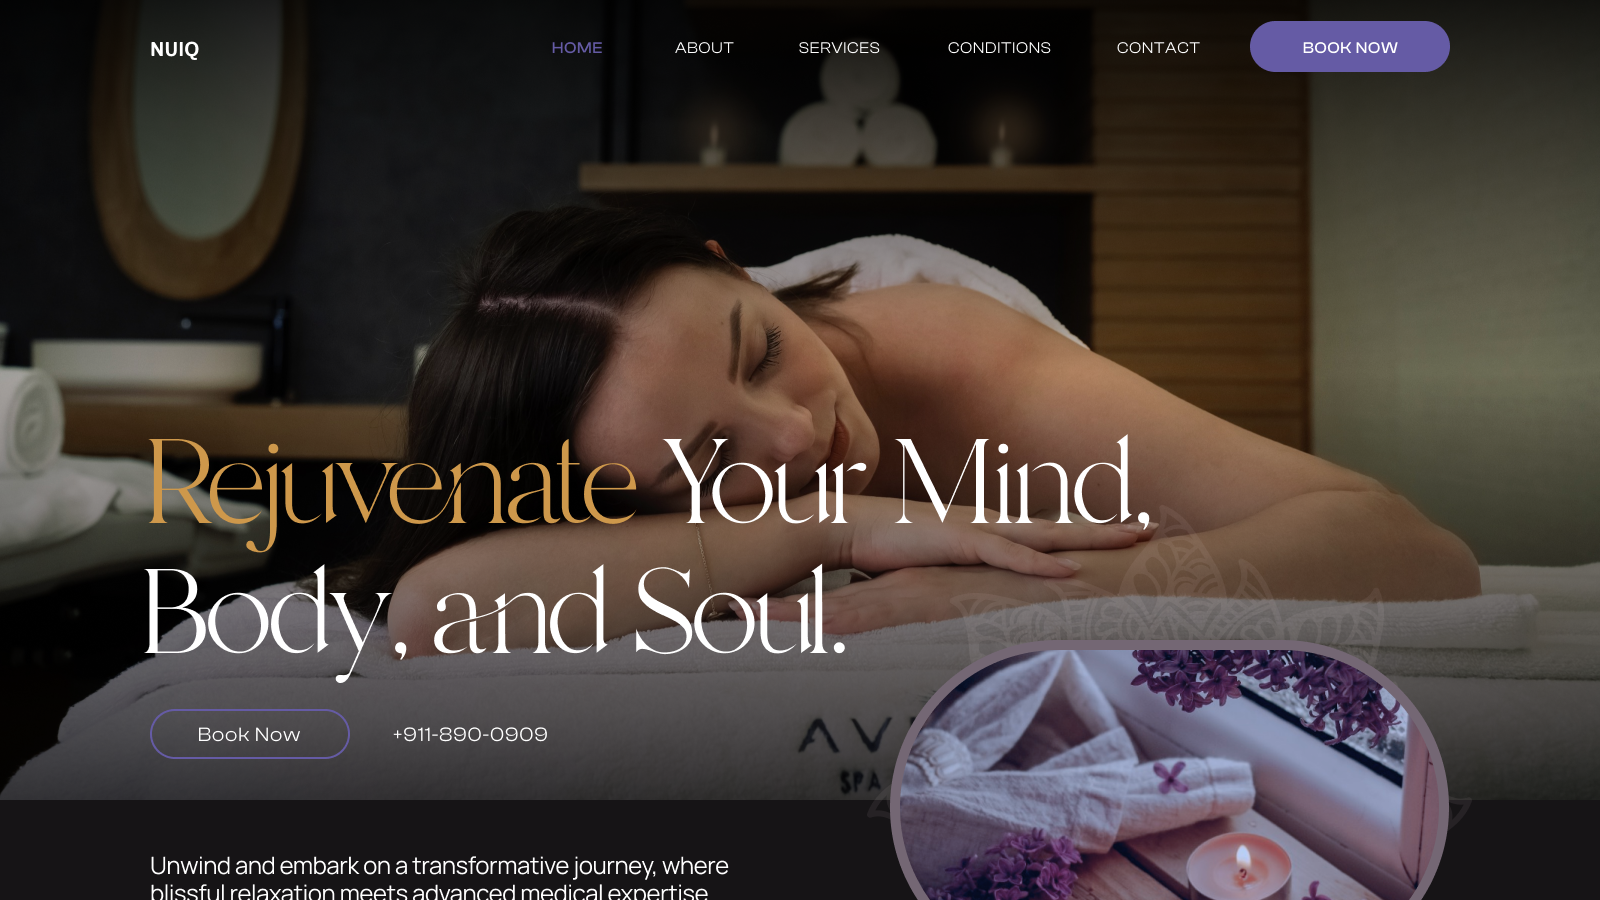 NUIQ
HOME ABOUT SERVICES CONDITIONS CONTACT BOOK NOW
Rejuvenate Your Mind,
Body, and Soul.
Book Now +911-890-0909
AV
SPA
Unwind and embark on a transformative journey, where
blissful relaxation meets advanced medical expertise